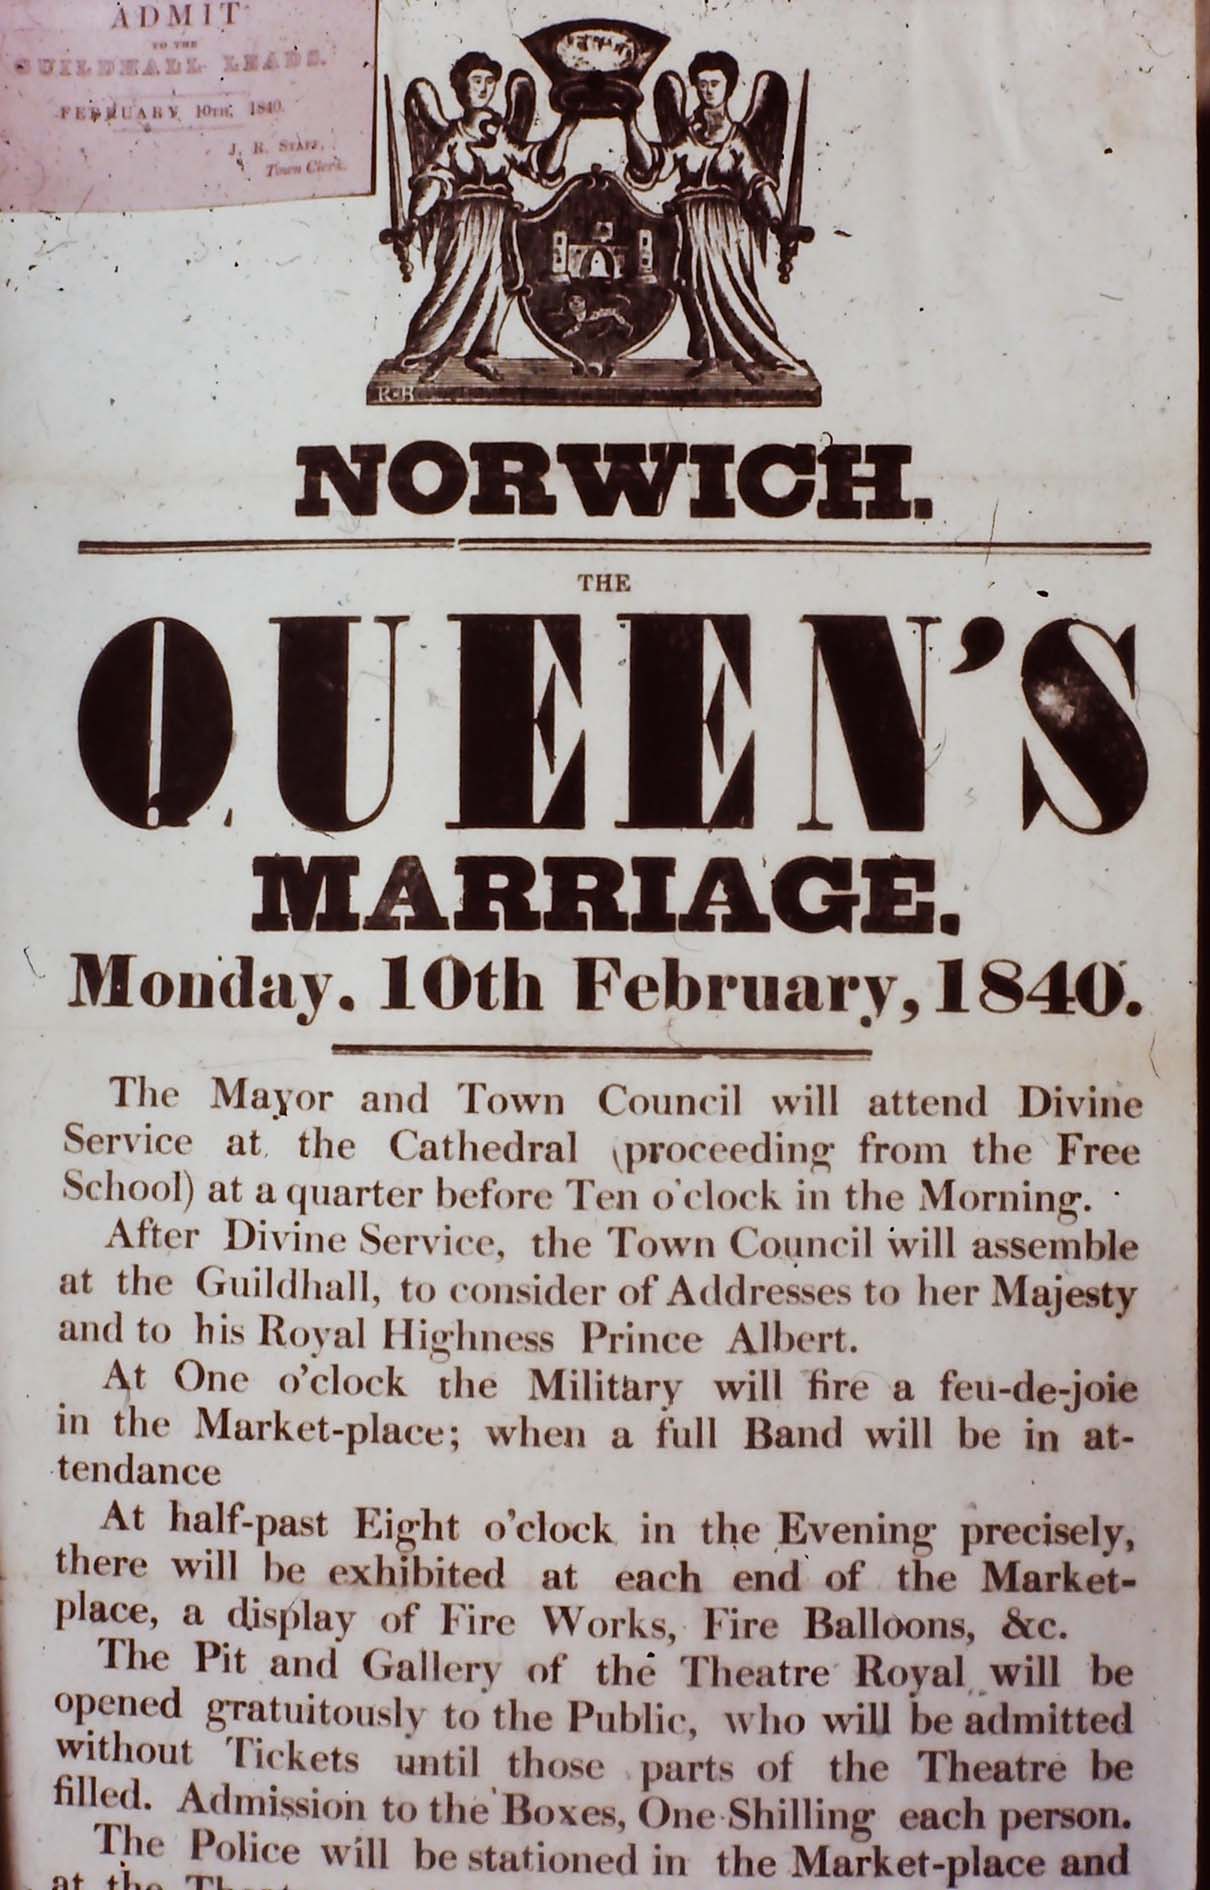 ADMIT
TO THE
GUILDHALL LEADS.
FEBRUARY 10TH, 1840.
J. R. STAFF,
Town Clerk.
R·B
NORWICH.
THE
QUEEN'S
MARRIAGE.
Monday, 10th February, 1840.
The Mayor and Town Council will attend Divine
Service at the Cathedral (proceeding from the Free
School) at a quarter before Ten o'clock in the Morning.
After Divine Service, the Town Council will assemble
at the Guildhall, to consider of Addresses to her Majesty
and to his Royal Highness Prince Albert.
At One o'clock the Military will fire a feu-de-joie
in the Market-place; when a full Band will be in at-
tendance
At half-past Eight o'clock in the Evening precisely,
there will be exhibited at each end of the Market-
place, a display of Fire Works, Fire Balloons, &c.
The Pit and Gallery of the Theatre Royal will be
opened gratuitously to the Public, who will be admitted
without Tickets until those parts of the Theatre be
filled. Admission to the Boxes, One Shilling each person.
The Police will be stationed in the Market-place and
at the